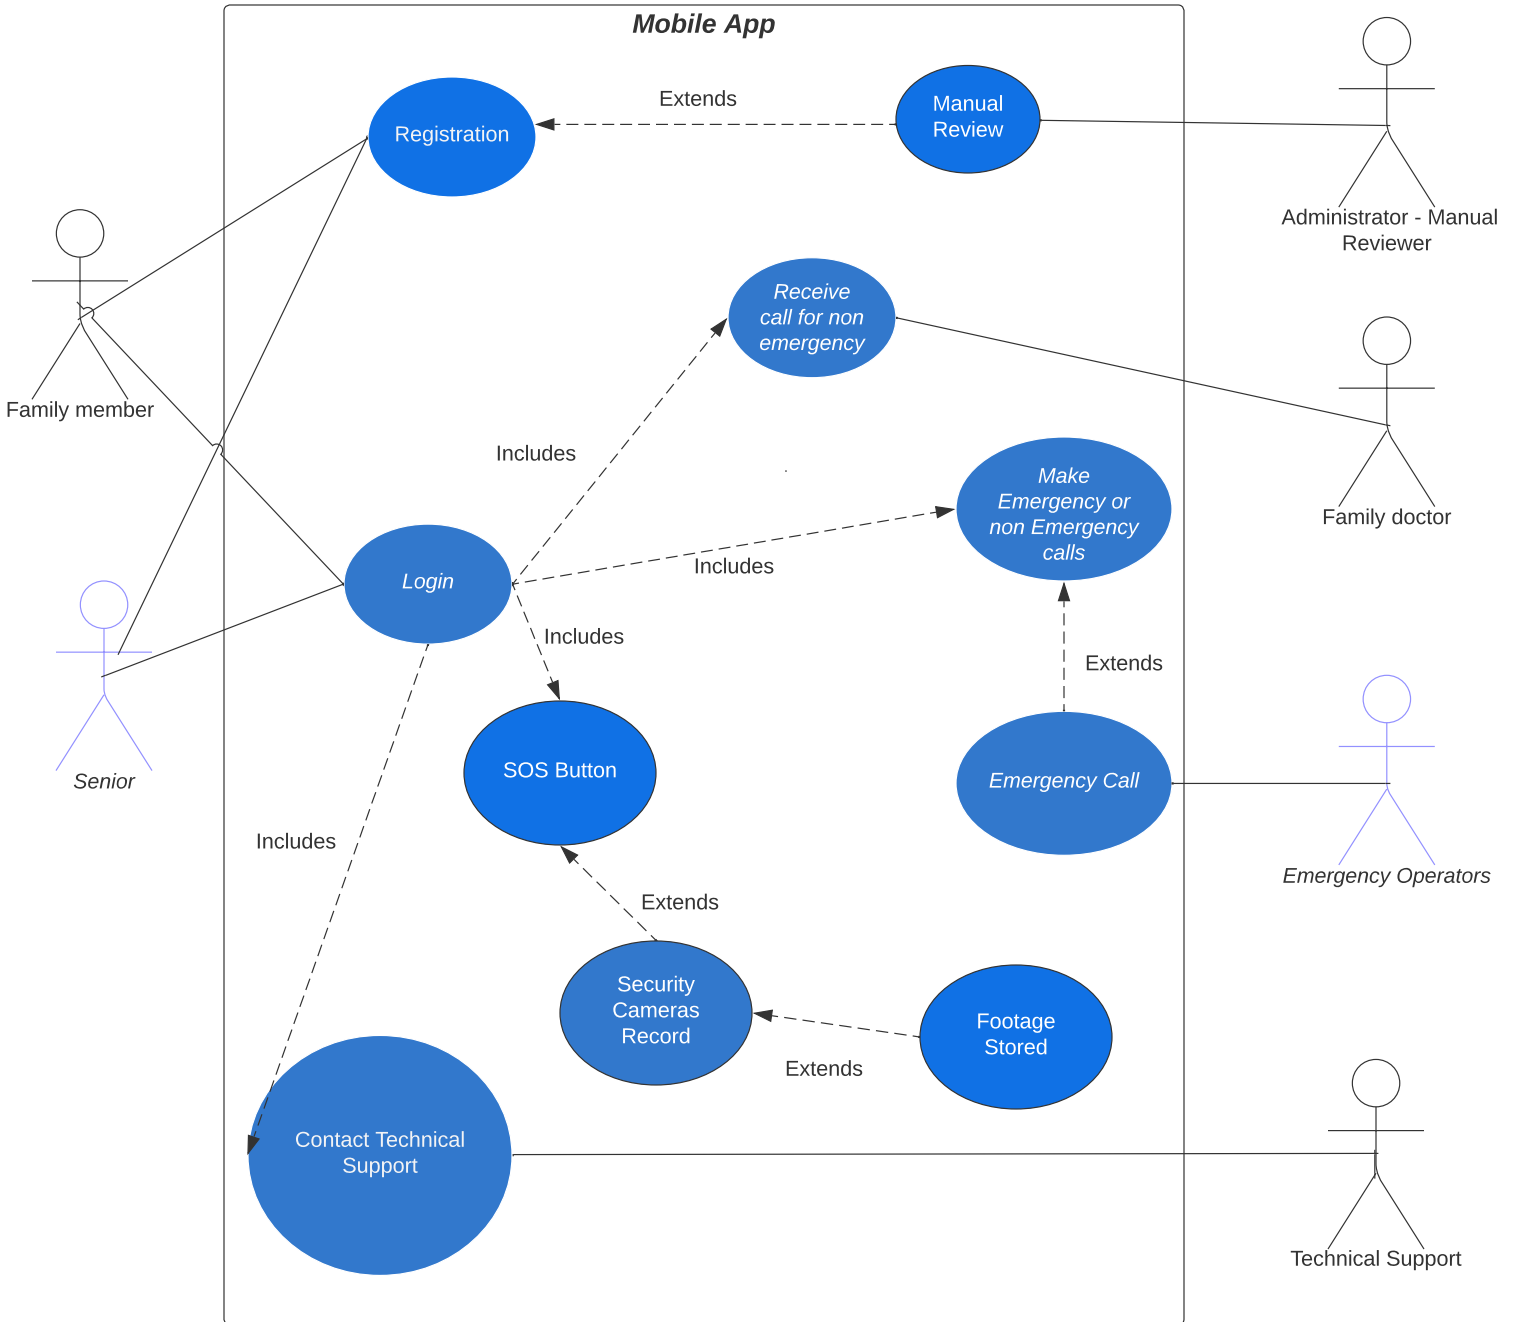 Mobile App
Extends
Manual
Review
Registration
Administrator - Manual
Reviewer
Receive
call for non
emergency
Family member
Includes
Make
Emergency or
non Emergency
calls
Family doctor
Includes
Login
Includes
Extends
SOS Button
Emergency Call
Senior
Includes
Emergency Operators
Extends
Security
Cameras
Record
Footage
Stored
Extends
Contact Technical
Support
Technical Support